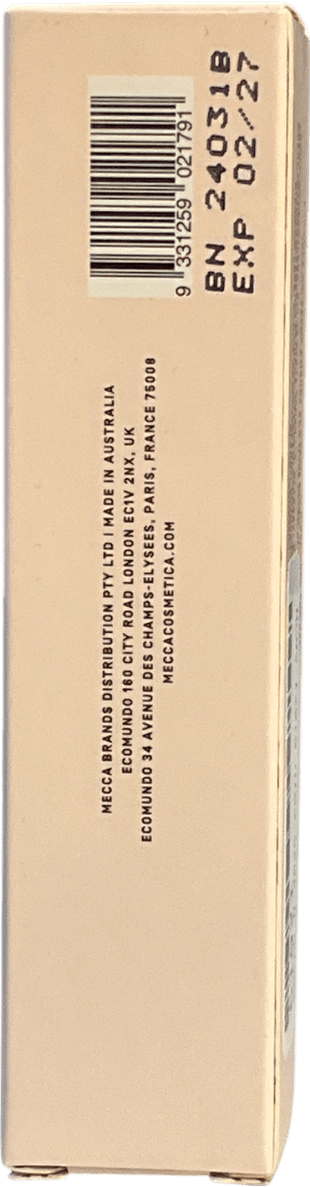 MECCA BRANDS DISTRIBUTION PTY LTD | MADE IN AUSTRALIA
ECOMUNDO 160 CITY ROAD LONDON EC1V 2NX, UK
ECOMUNDO 34 AVENUE DES CHAMPS-ELYSEES, PARIS, FRANCE 75008
MECCACOSMETICA.COM
9 331259 021791
BN 24031B
EXP 02/27